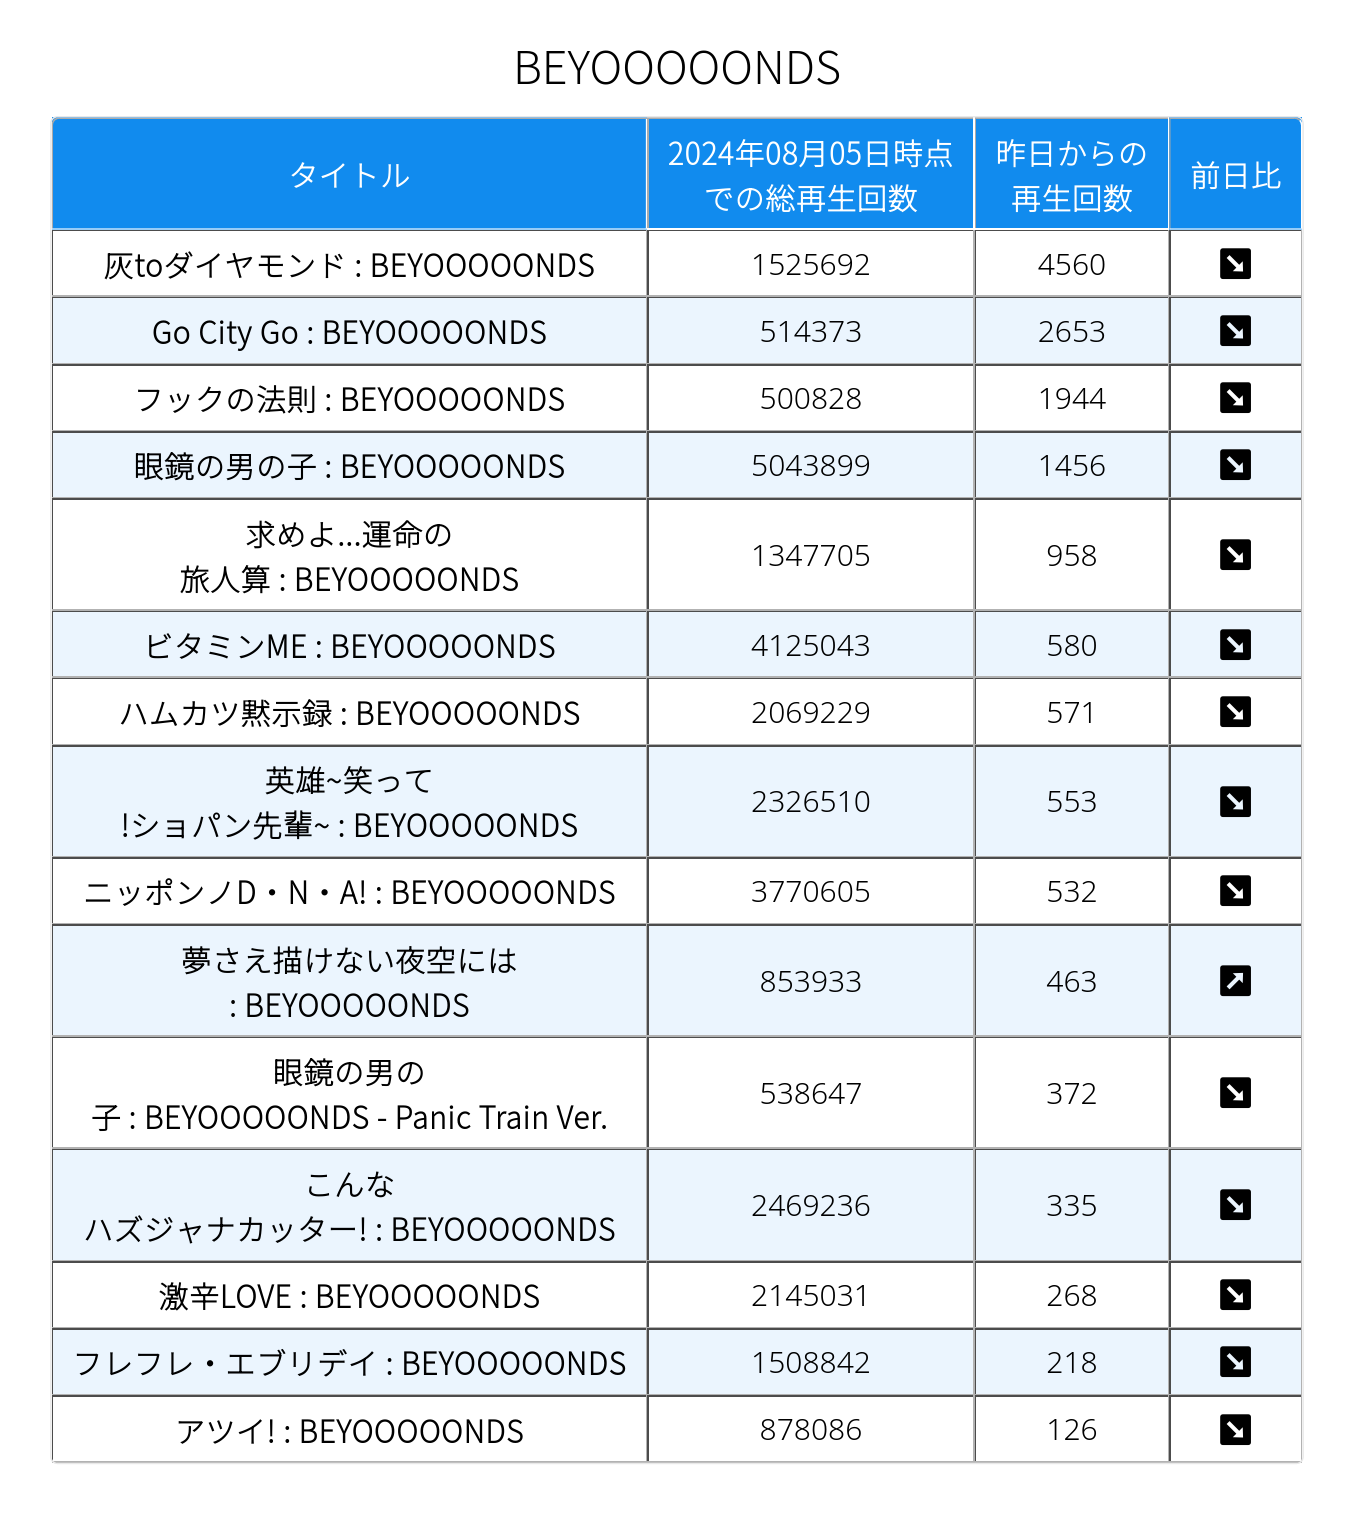 BEYOOOOONDS
タイトル
2024年08月05日時点
での総再生回数
昨日からの
再生回数
前日比
灰toダイヤモンド : BEYOOOOONDS 1525692 4560 ↘
Go City Go : BEYOOOOONDS 514373 2653 ↘
フックの法則 : BEYOOOOONDS 500828 1944 ↘
眼鏡の男の子 : BEYOOOOONDS 5043899 1456 ↘
求めよ...運命の
旅人算 : BEYOOOOONDS 1347705 958 ↘
ビタミンME : BEYOOOOONDS 4125043 580 ↘
ハムカツ黙示録 : BEYOOOOONDS 2069229 571 ↘
英雄~笑って
!ショパン先輩~ : BEYOOOOONDS 2326510 553 ↘
ニッポンノD・N・A! : BEYOOOOONDS 3770605 532 ↘
夢さえ描けない夜空には
: BEYOOOOONDS 853933 463 ↗
眼鏡の男の
子 : BEYOOOOONDS - Panic Train Ver. 538647 372 ↘
こんな
ハズジャナカッター! : BEYOOOOONDS 2469236 335 ↘
激辛LOVE : BEYOOOOONDS 2145031 268 ↘
フレフレ・エブリデイ : BEYOOOOONDS 1508842 218 ↘
アツイ! : BEYOOOOONDS 878086 126 ↘